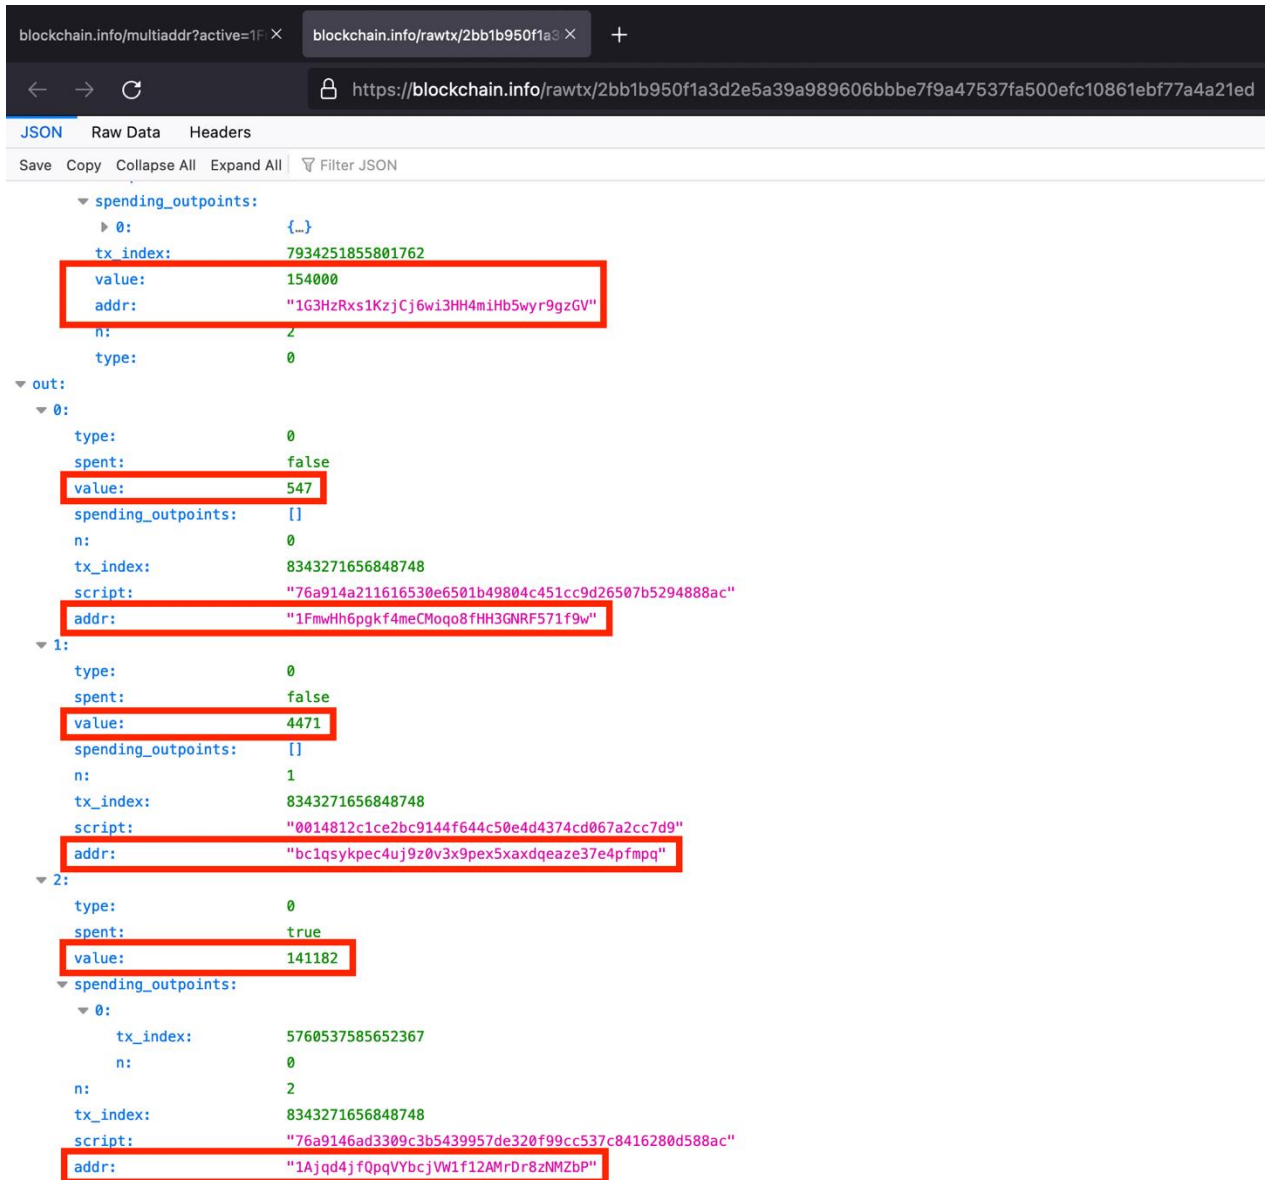 blockchain.info/multiaddr?active=1F
blockchain.info/rawtx/2bb1b950f1a3
https://blockchain.info/rawtx/2bb1b950f1a3d2e5a39a989606bbbe7f9a47537fa500efc10861ebf77a4a21ed
JSON Raw Data Headers
Save Copy Collapse All Expand All Filter JSON
spending_outpoints:
0: {…}
tx_index: 7934251855801762
value: 154000
addr: "1G3HzRxs1KzjCj6wi3HH4miHb5wyr9gzGV"
n: 2
type: 0
out:
0:
type: 0
spent: false
value: 547
spending_outpoints: []
n: 0
tx_index: 8343271656848748
script: "76a914a211616530e6501b49804c451cc9d26507b5294888ac"
addr: "1FmwHh6pgkf4meCMoqo8fHH3GNRF571f9w"
1:
type: 0
spent: false
value: 4471
spending_outpoints: []
n: 1
tx_index: 8343271656848748
script: "0014812c1ce2bc9144f644c50e4d4374cd067a2cc7d9"
addr: "bc1qsykpec4uj9z0v3x9pex5xaxdqeaze37e4pfmpq"
2:
type: 0
spent: true
value: 141182
spending_outpoints:
0:
tx_index: 5760537585652367
n: 0
n: 2
tx_index: 8343271656848748
script: "76a9146ad3309c3b5439957de320f99cc537c8416280d588ac"
addr: "1Ajqd4jfQpqVYbcjVW1f12AMrDr8zNMZbP"